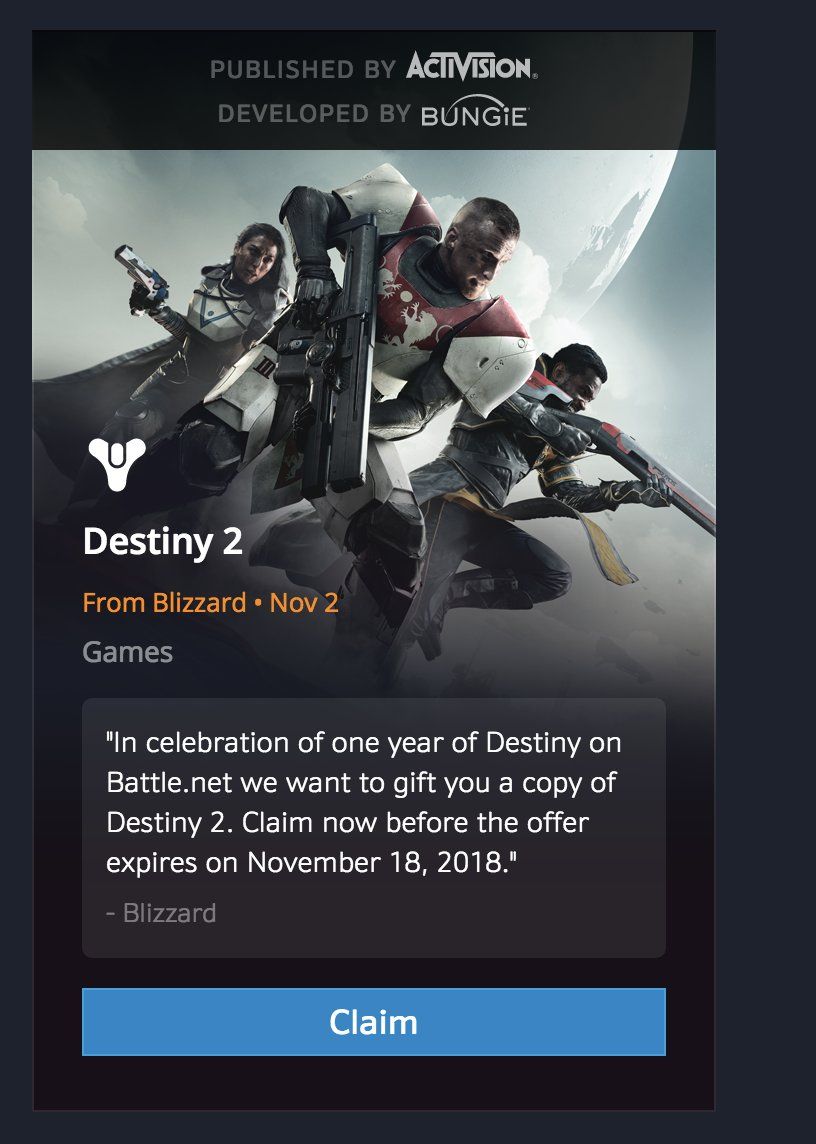 PUBLISHED BY ACTIVISION®
DEVELOPED BY BUNGiE
Destiny 2
From Blizzard • Nov 2
Games
"In celebration of one year of Destiny on
Battle.net we want to gift you a copy of
Destiny 2. Claim now before the offer
expires on November 18, 2018."
- Blizzard
Claim